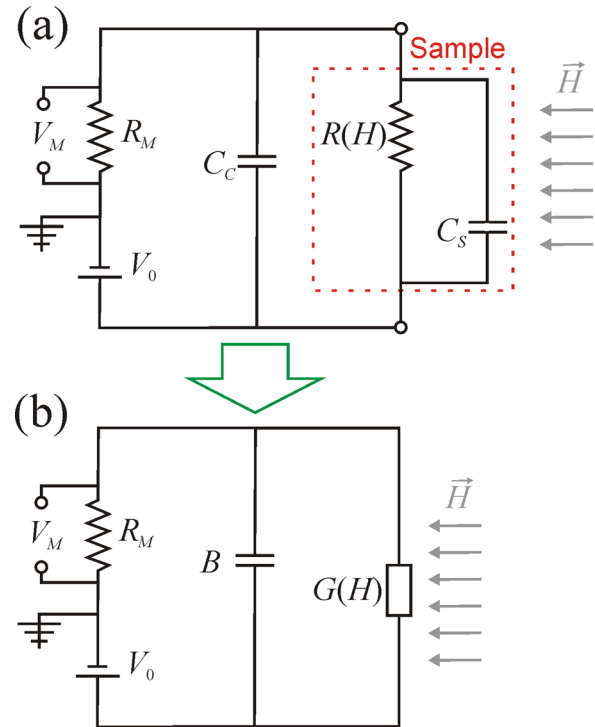 (a)
Sample
H
V_M
R_M
C_C
R(H)
C_S
V_0
(b)
H
V_M
R_M
B
G(H)
V_0